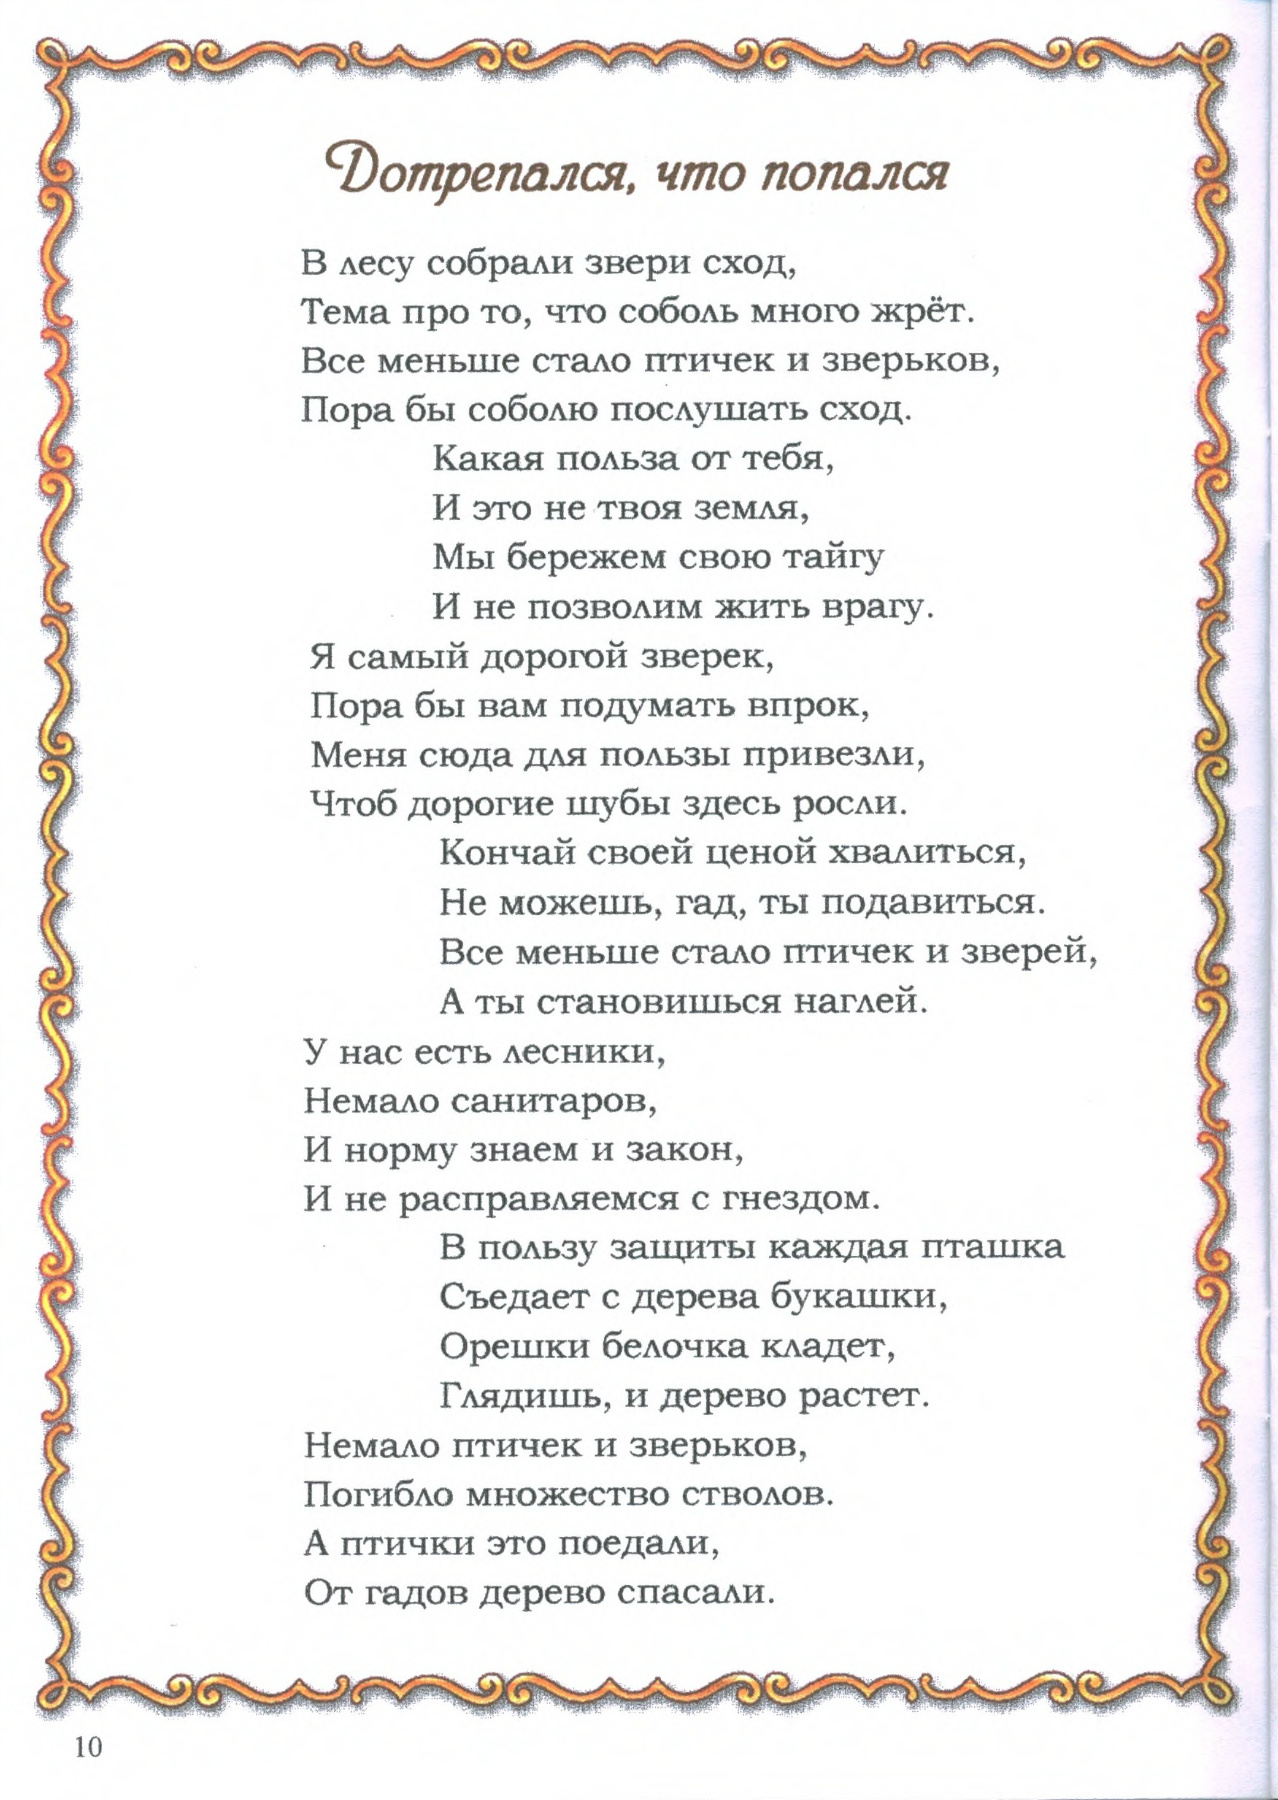 Дотрепался, что попался
В лесу собрали звери сход,
Тема про то, что соболь много жрёт.
Все меньше стало птичек и зверьков,
Пора бы соболю послушать сход.
Какая польза от тебя,
И это не твоя земля,
Мы бережем свою тайгу
И не позволим жить врагу.
Я самый дорогой зверек,
Пора бы вам подумать впрок,
Меня сюда для пользы привезли,
Чтоб дорогие шубы здесь росли.
Кончай своей ценой хвалиться,
Не можешь, гад, ты подавиться.
Все меньше стало птичек и зверей,
А ты становишься наглей.
У нас есть лесники,
Немало санитаров,
И норму знаем и закон,
И не расправляемся с гнездом.
В пользу защиты каждая пташка
Съедает с дерева букашки,
Орешки белочка кладет,
Глядишь, и дерево растет.
Немало птичек и зверьков,
Погибло множество стволов.
А птички это поедали,
От гадов дерево спасали.
10